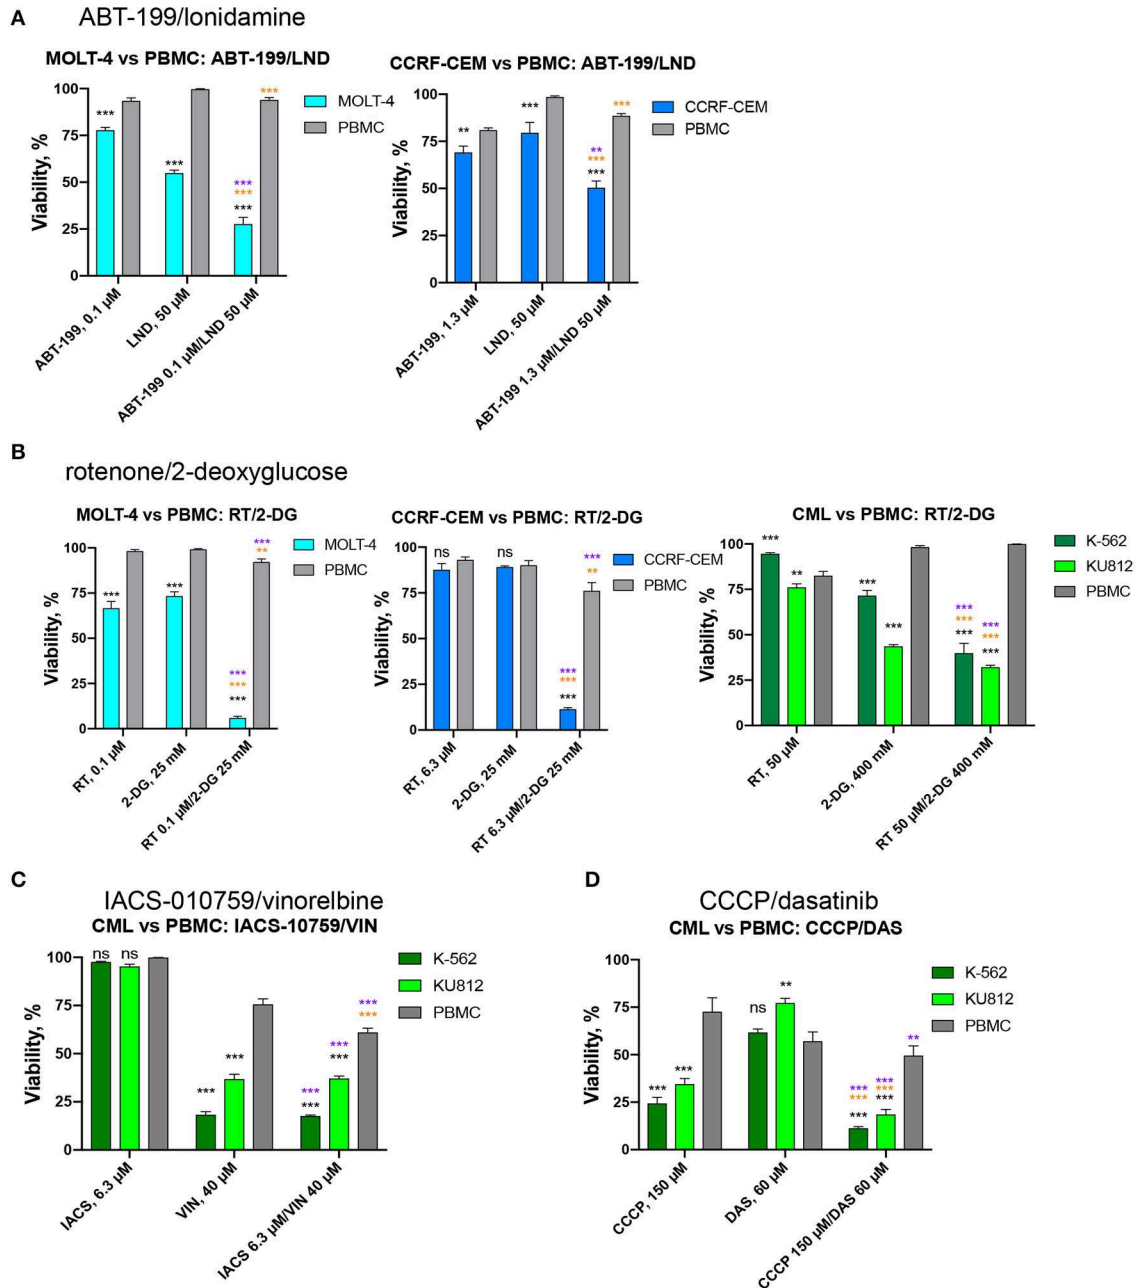 A
ABT-199/lonidamine
MOLT-4 vs PBMC: ABT-199/LND
Viability, %
100
75
50
25
0
***
***
***
***
***
***
MOLT-4
PBMC
ABT-199, 0.1 µM
LND, 50 µM
ABT-199 0.1 µM/LND 50 µM
CCRF-CEM vs PBMC: ABT-199/LND
Viability, %
100
75
50
25
0
**
***
**
***
***
***
CCRF-CEM
PBMC
ABT-199, 1.3 µM
LND, 50 µM
ABT-199 1.3 µM/LND 50 µM
B
rotenone/2-deoxyglucose
MOLT-4 vs PBMC: RT/2-DG
Viability, %
100
75
50
25
0
***
***
***
***
***
***
**
MOLT-4
PBMC
RT, 0.1 µM
2-DG, 25 mM
RT 0.1 µM/2-DG 25 mM
CCRF-CEM vs PBMC: RT/2-DG
Viability, %
100
75
50
25
0
ns
ns
***
***
***
***
**
CCRF-CEM
PBMC
RT, 6.3 µM
2-DG, 25 mM
RT 6.3 µM/2-DG 25 mM
CML vs PBMC: RT/2-DG
Viability, %
100
75
50
25
0
***
**
***
***
***
***
***
***
***
***
K-562
KU812
PBMC
RT, 50 µM
2-DG, 400 mM
RT 50 µM/2-DG 400 mM
C
IACS-010759/vinorelbine
CML vs PBMC: IACS-10759/VIN
Viability, %
100
75
50
25
0
ns
ns
***
***
***
***
***
***
***
***
K-562
KU812
PBMC
IACS, 6.3 µM
VIN, 40 µM
IACS 6.3 µM/VIN 40 µM
D
CCCP/dasatinib
CML vs PBMC: CCCP/DAS
Viability, %
100
75
50
25
0
***
***
ns
**
***
***
***
***
***
***
**
K-562
KU812
PBMC
CCCP, 150 µM
DAS, 60 µM
CCCP 150 µM/DAS 60 µM